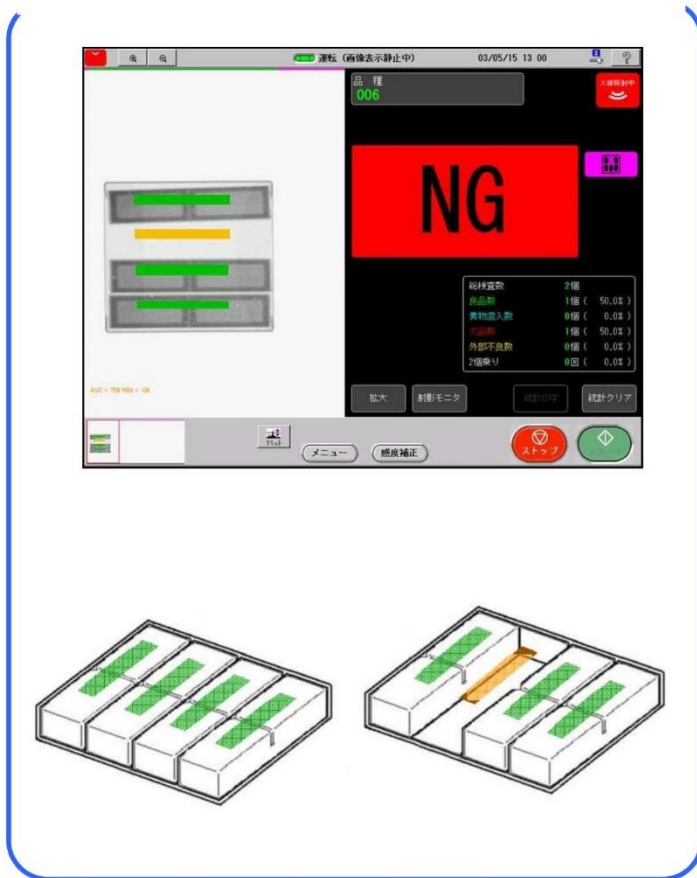 運転 (画像表示静止中) 03/05/15 13 00
2
?
品 種
006
X線照射中
NG
総検査数 2個
良品数 1個 ( 50.0% )
異物混入数 0個 ( 0.0% )
欠品数 1個 ( 50.0% )
外部不良数 0個 ( 0.0% )
2個乗り 0回 ( 0.0% )
拡大
射影モニタ
統計印字
統計クリア
メニュー
感度補正
ストップ